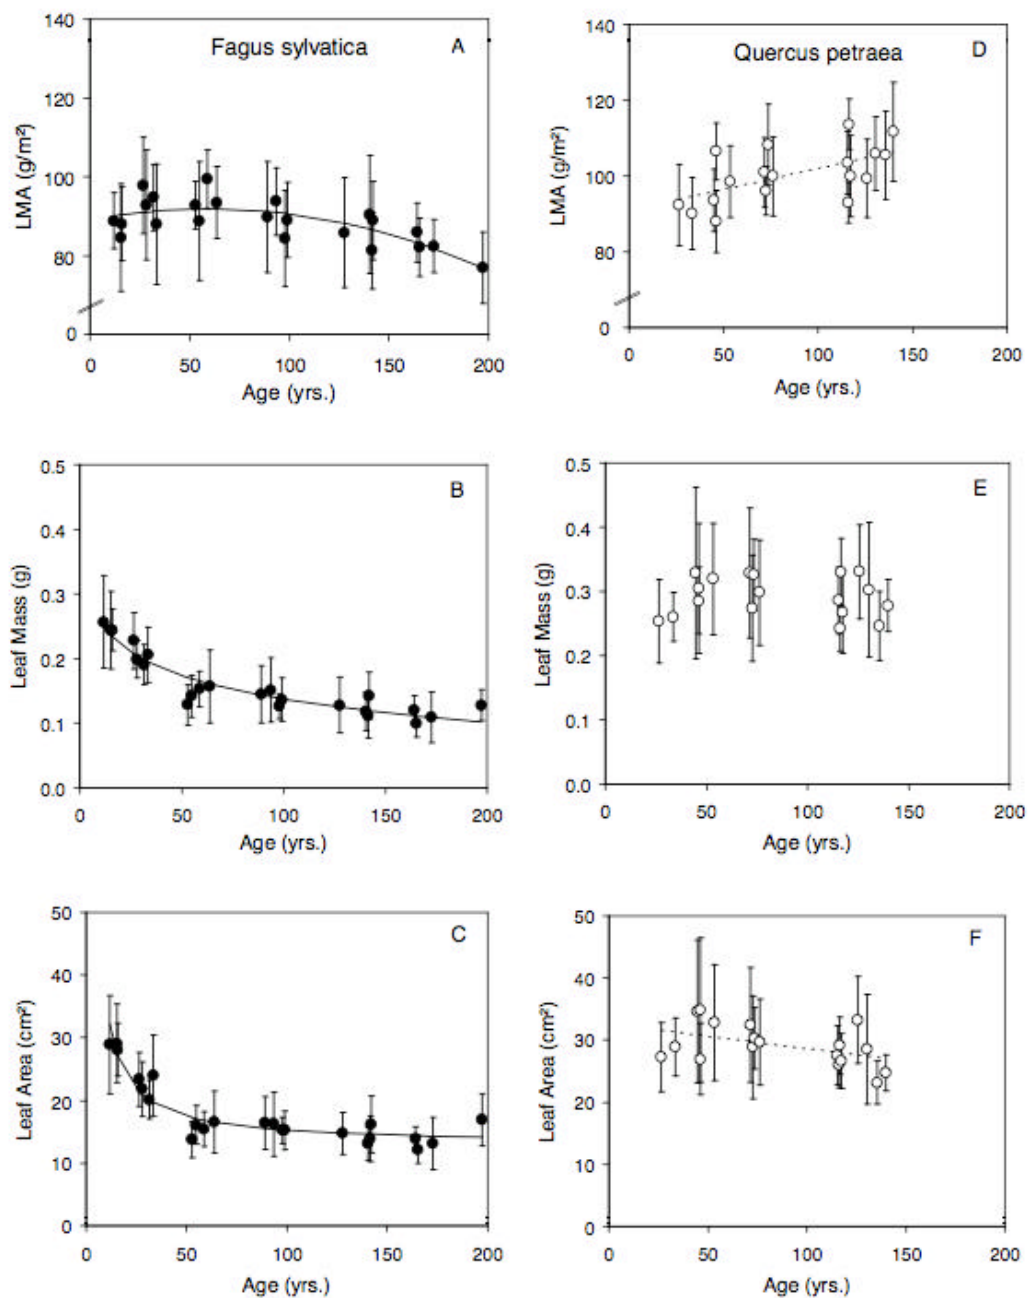 Fagus sylvatica
A
LMA (g/m²)
140
120
100
80
0
0 50 100 150 200
Age (yrs.)
Quercus petraea
D
LMA (g/m²)
140
120
100
80
0
0 50 100 150 200
Age (yrs.)
B
Leaf Mass (g)
0.5
0.4
0.3
0.2
0.1
0.0
0 50 100 150 200
Age (yrs.)
E
Leaf Mass (g)
0.5
0.4
0.3
0.2
0.1
0.0
0 50 100 150 200
Age (yrs.)
C
Leaf Area (cm²)
50
40
30
20
10
0
0 50 100 150 200
Age (yrs.)
F
Leaf Area (cm²)
50
40
30
20
10
0
0 50 100 150 200
Age (yrs.)